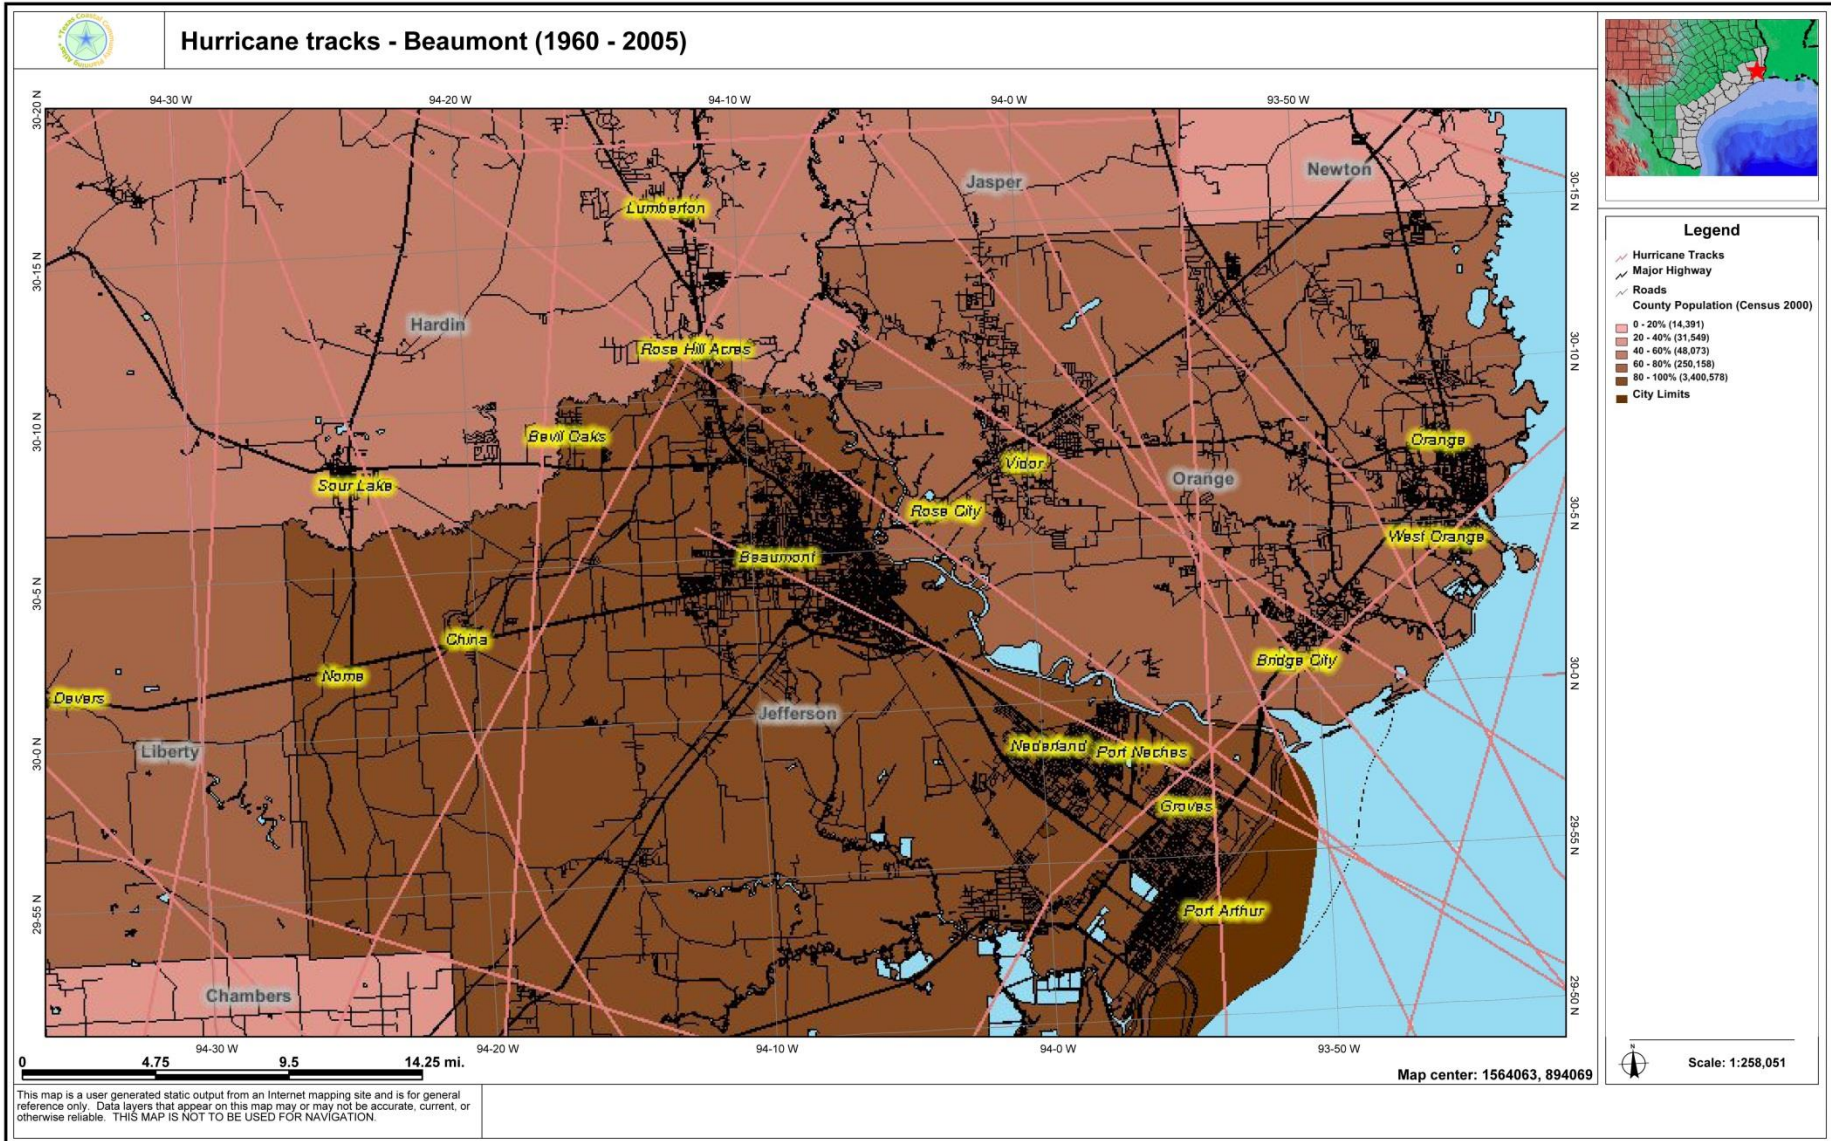 Texas Coastal Community Planning Atlas
Hurricane tracks - Beaumont (1960 - 2005)
94-30 W
94-20 W
94-10 W
94-0 W
93-50 W
30-20 N
30-15 N
30-10 N
30-5 N
30-0 N
29-55 N
30-15 N
30-10 N
30-5 N
30-0 N
29-55 N
29-50 N
Newton
Jasper
Lumberton
Hardin
Rose Hill Acres
Bevil Oaks
Orange
Vidor
Orange
Sour Lake
Rose City
West Orange
Beaumont
China
Bridge City
Nome
Devers
Jefferson
Liberty
Nederland
Port Neches
Groves
Port Arthur
Chambers
94-30 W
94-20 W
94-10 W
94-0 W
93-50 W
0
4.75
9.5
14.25 mi.
Map center: 1564063, 894069
This map is a user generated static output from an Internet mapping site and is for general
reference only. Data layers that appear on this map may or may not be accurate, current, or
otherwise reliable. THIS MAP IS NOT TO BE USED FOR NAVIGATION.
Legend
Hurricane Tracks
Major Highway
Roads
County Population (Census 2000)
0 - 20% (14,391)
20 - 40% (31,549)
40 - 60% (48,073)
60 - 80% (250,158)
80 - 100% (3,400,578)
City Limits
N
Scale: 1:258,051